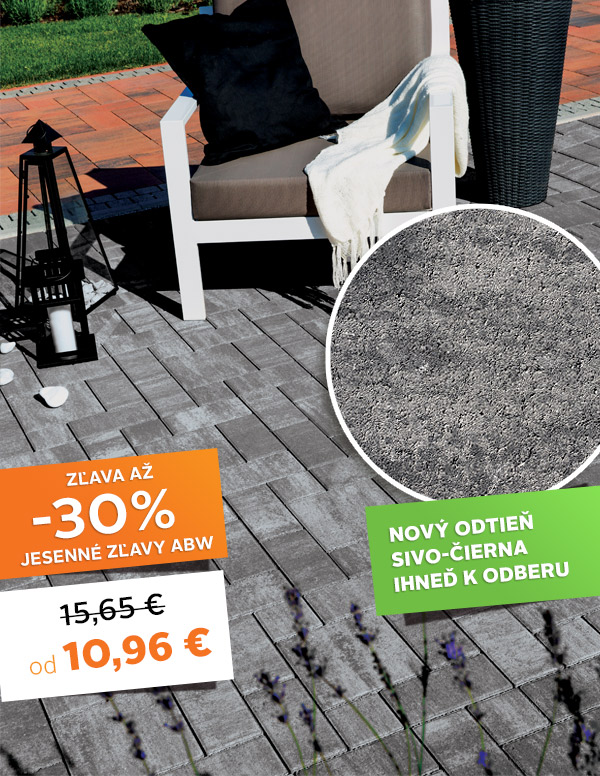 ZĽAVA AŽ
-30%
JESENNÉ ZĽAVY ABW
15,65 €
od 10,96 €
NOVÝ ODTIEŇ
SIVO-ČIERNA
IHNEĎ K ODBERU